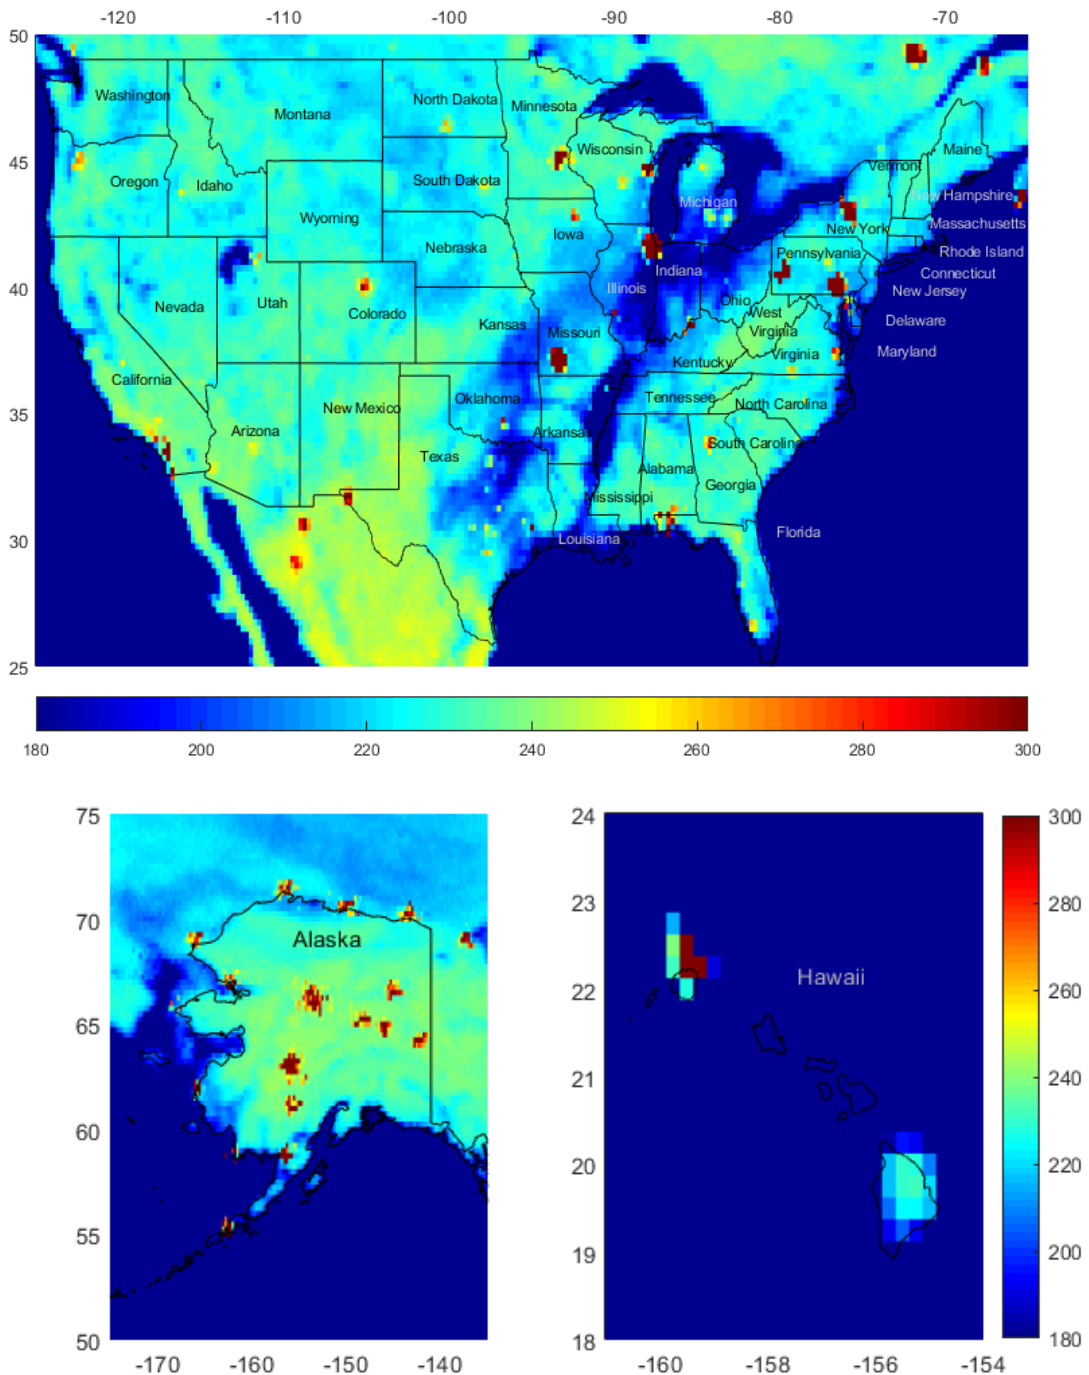 -120 -110 -100 -90 -80 -70
50
Washington
Montana
North Dakota
Minnesota
Wisconsin
Maine
45
Vermont
Oregon
Idaho
South Dakota
New Hampshire
Michigan
Wyoming
Massachusetts
Iowa
New York
Nebraska
Pennsylvania
Rhode Island
Indiana
Connecticut
40
Illinois
New Jersey
Utah
Ohio
Nevada
Colorado
West
Virginia
Kansas
Missouri
Delaware
Virginia
Maryland
Kentucky
California
Oklahoma
Tennessee
New Mexico
North Carolina
35
Arizona
Arkansas
South Carolina
Texas
Alabama
Georgia
Mississippi
Florida
30
Louisiana
25
180 200 220 240 260 280 300
75
70
65
60
55
50
Alaska
-170 -160 -150 -140
24
23
22
21
20
19
18
Hawaii
-160 -158 -156 -154
300
280
260
240
220
200
180